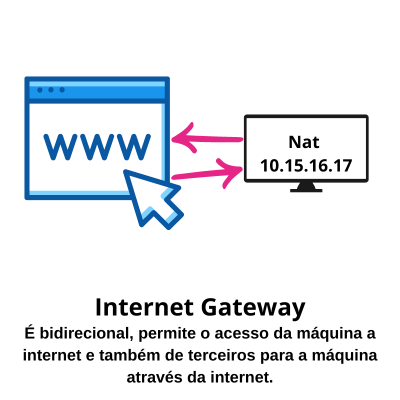 WWW
Nat
10.15.16.17
Internet Gateway
É bidirecional, permite o acesso da máquina a
internet e também de terceiros para a máquina
através da internet.